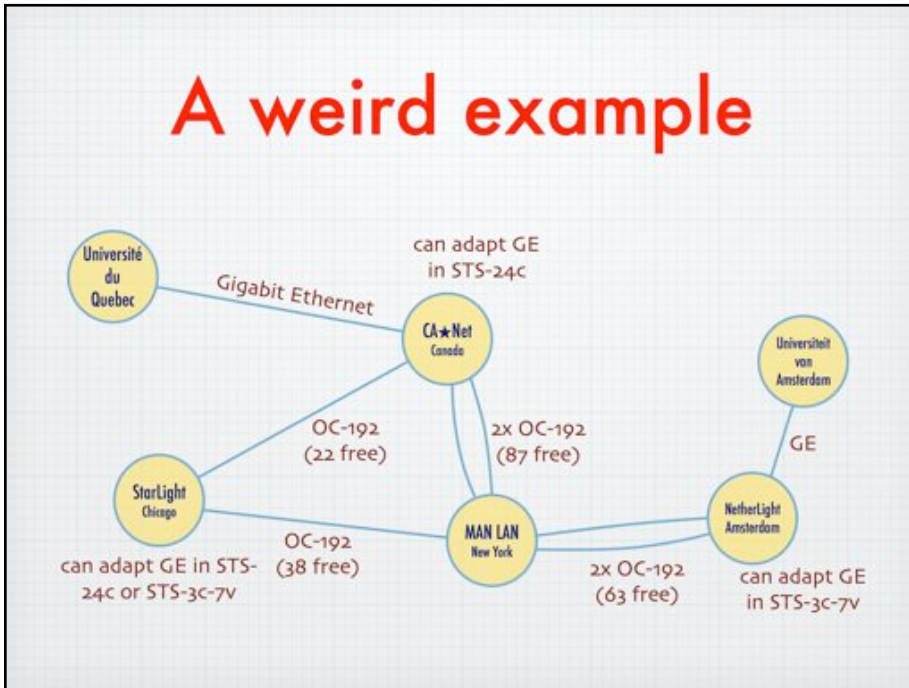 A weird example
Université
du
Quebec
Gigabit Ethernet
can adapt GE
in STS-24c
CA★Net
Canada
Universiteit
van
Amsterdam
OC-192
(22 free)
2x OC-192
(87 free)
GE
StarLight
Chicago
MAN LAN
New York
NetherLight
Amsterdam
can adapt GE in STS-
24c or STS-3c-7v
OC-192
(38 free)
2x OC-192
(63 free)
can adapt GE
in STS-3c-7v